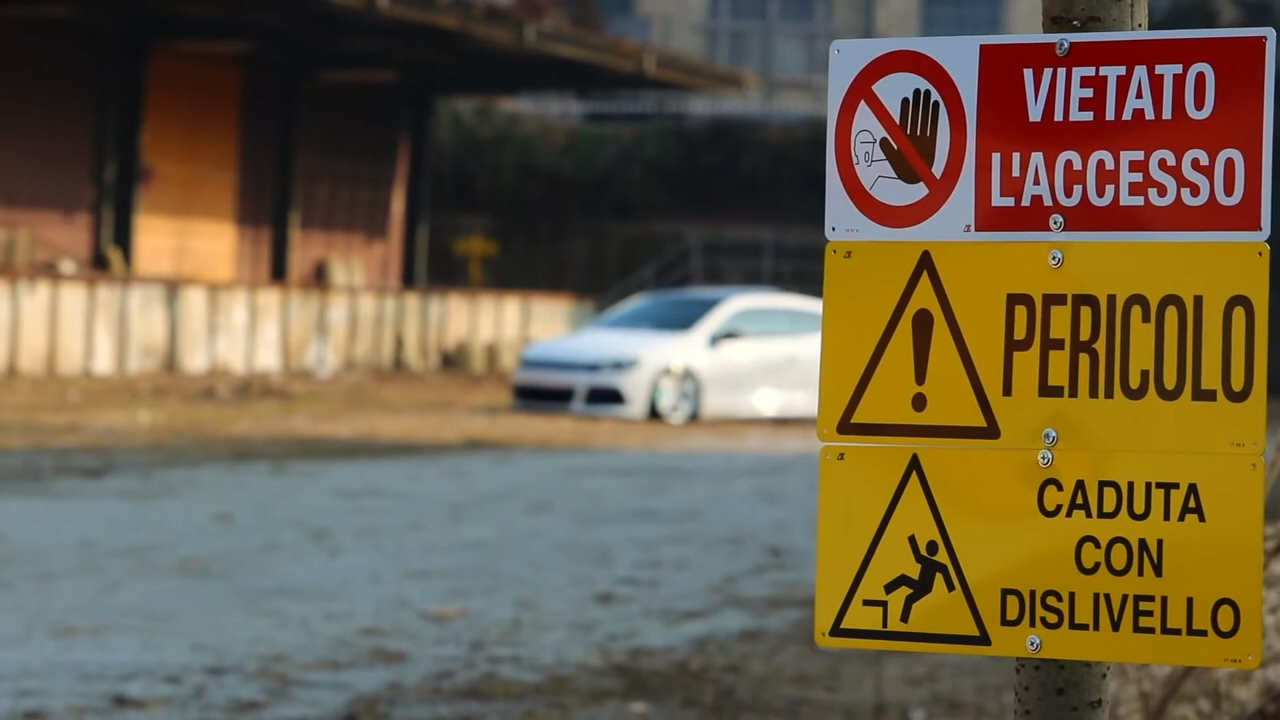 VIETATO
L'ACCESSO
PERICOLO
CADUTA
CON
DISLIVELLO